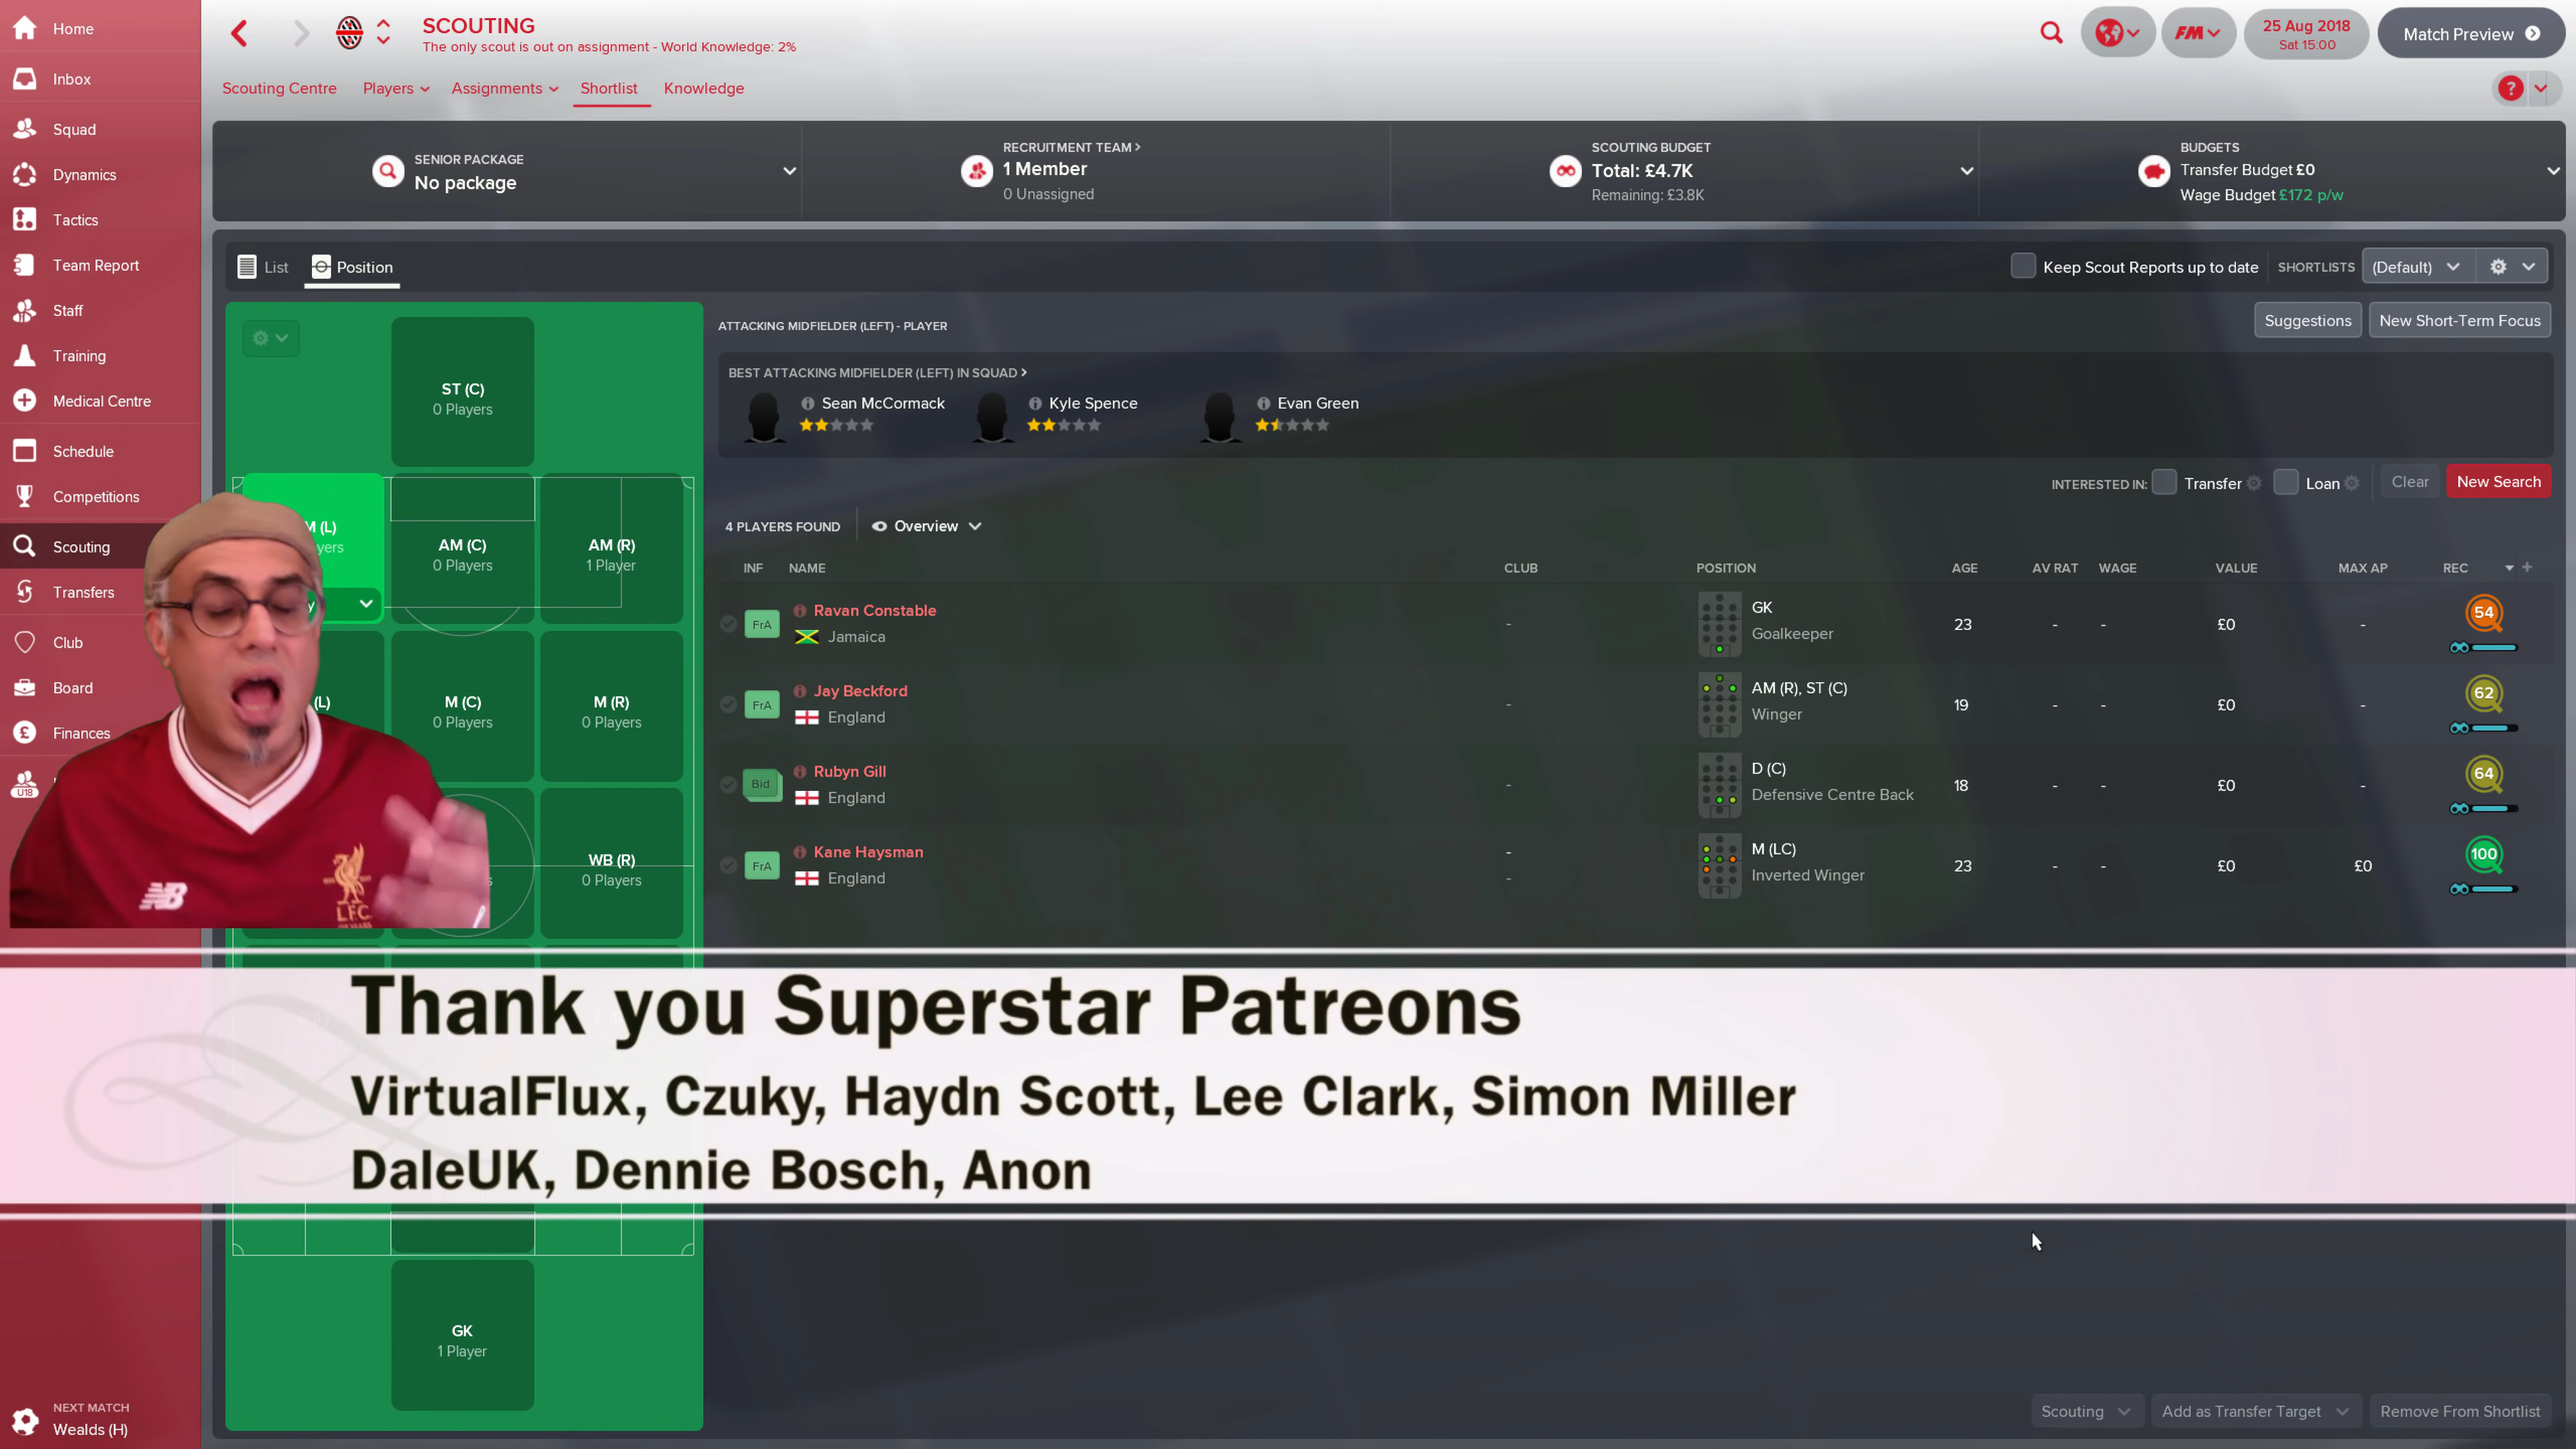 Home
Inbox
Squad
Dynamics
Tactics
Team Report
Staff
Training
Medical Centre
Schedule
Competitions
Scouting
Transfers
Club
Board
Finances
U18
NEXT MATCH
Wealds (H)
SCOUTING
The only scout is out on assignment - World Knowledge: 2%
FM
25 Aug 2018
Sat 15:00
Match Preview
Scouting Centre Players Assignments Shortlist Knowledge
?
SENIOR PACKAGE
No package
RECRUITMENT TEAM >
1 Member
0 Unassigned
SCOUTING BUDGET
Total: £4.7K
Remaining: £3.8K
BUDGETS
Transfer Budget £0
Wage Budget £172 p/w
List Position
Keep Scout Reports up to date SHORTLISTS (Default)
ST (C)
0 Players
M (L)
yers
y
AM (C)
0 Players
AM (R)
1 Player
(L)
M (C)
0 Players
M (R)
0 Players
s
WB (R)
0 Players
GK
1 Player
ATTACKING MIDFIELDER (LEFT) - PLAYER
Suggestions New Short-Term Focus
BEST ATTACKING MIDFIELDER (LEFT) IN SQUAD >
Sean McCormack Kyle Spence Evan Green
INTERESTED IN: Transfer Loan Clear New Search
4 PLAYERS FOUND Overview
INF NAME CLUB POSITION AGE AV RAT WAGE VALUE MAX AP REC +
FrA Ravan Constable - GK 23 - - £0 - 54
Jamaica Goalkeeper
FrA Jay Beckford - AM (R), ST (C) 19 - - £0 - 62
England Winger
Bid Rubyn Gill - D (C) 18 - - £0 - 64
England Defensive Centre Back
FrA Kane Haysman - M (LC) 23 - - £0 £0 100
England - Inverted Winger
NB
L.F.C.
Thank you Superstar Patreons
VirtualFlux, Czuky, Haydn Scott, Lee Clark, Simon Miller
DaleUK, Dennie Bosch, Anon
Scouting Add as Transfer Target Remove From Shortlist